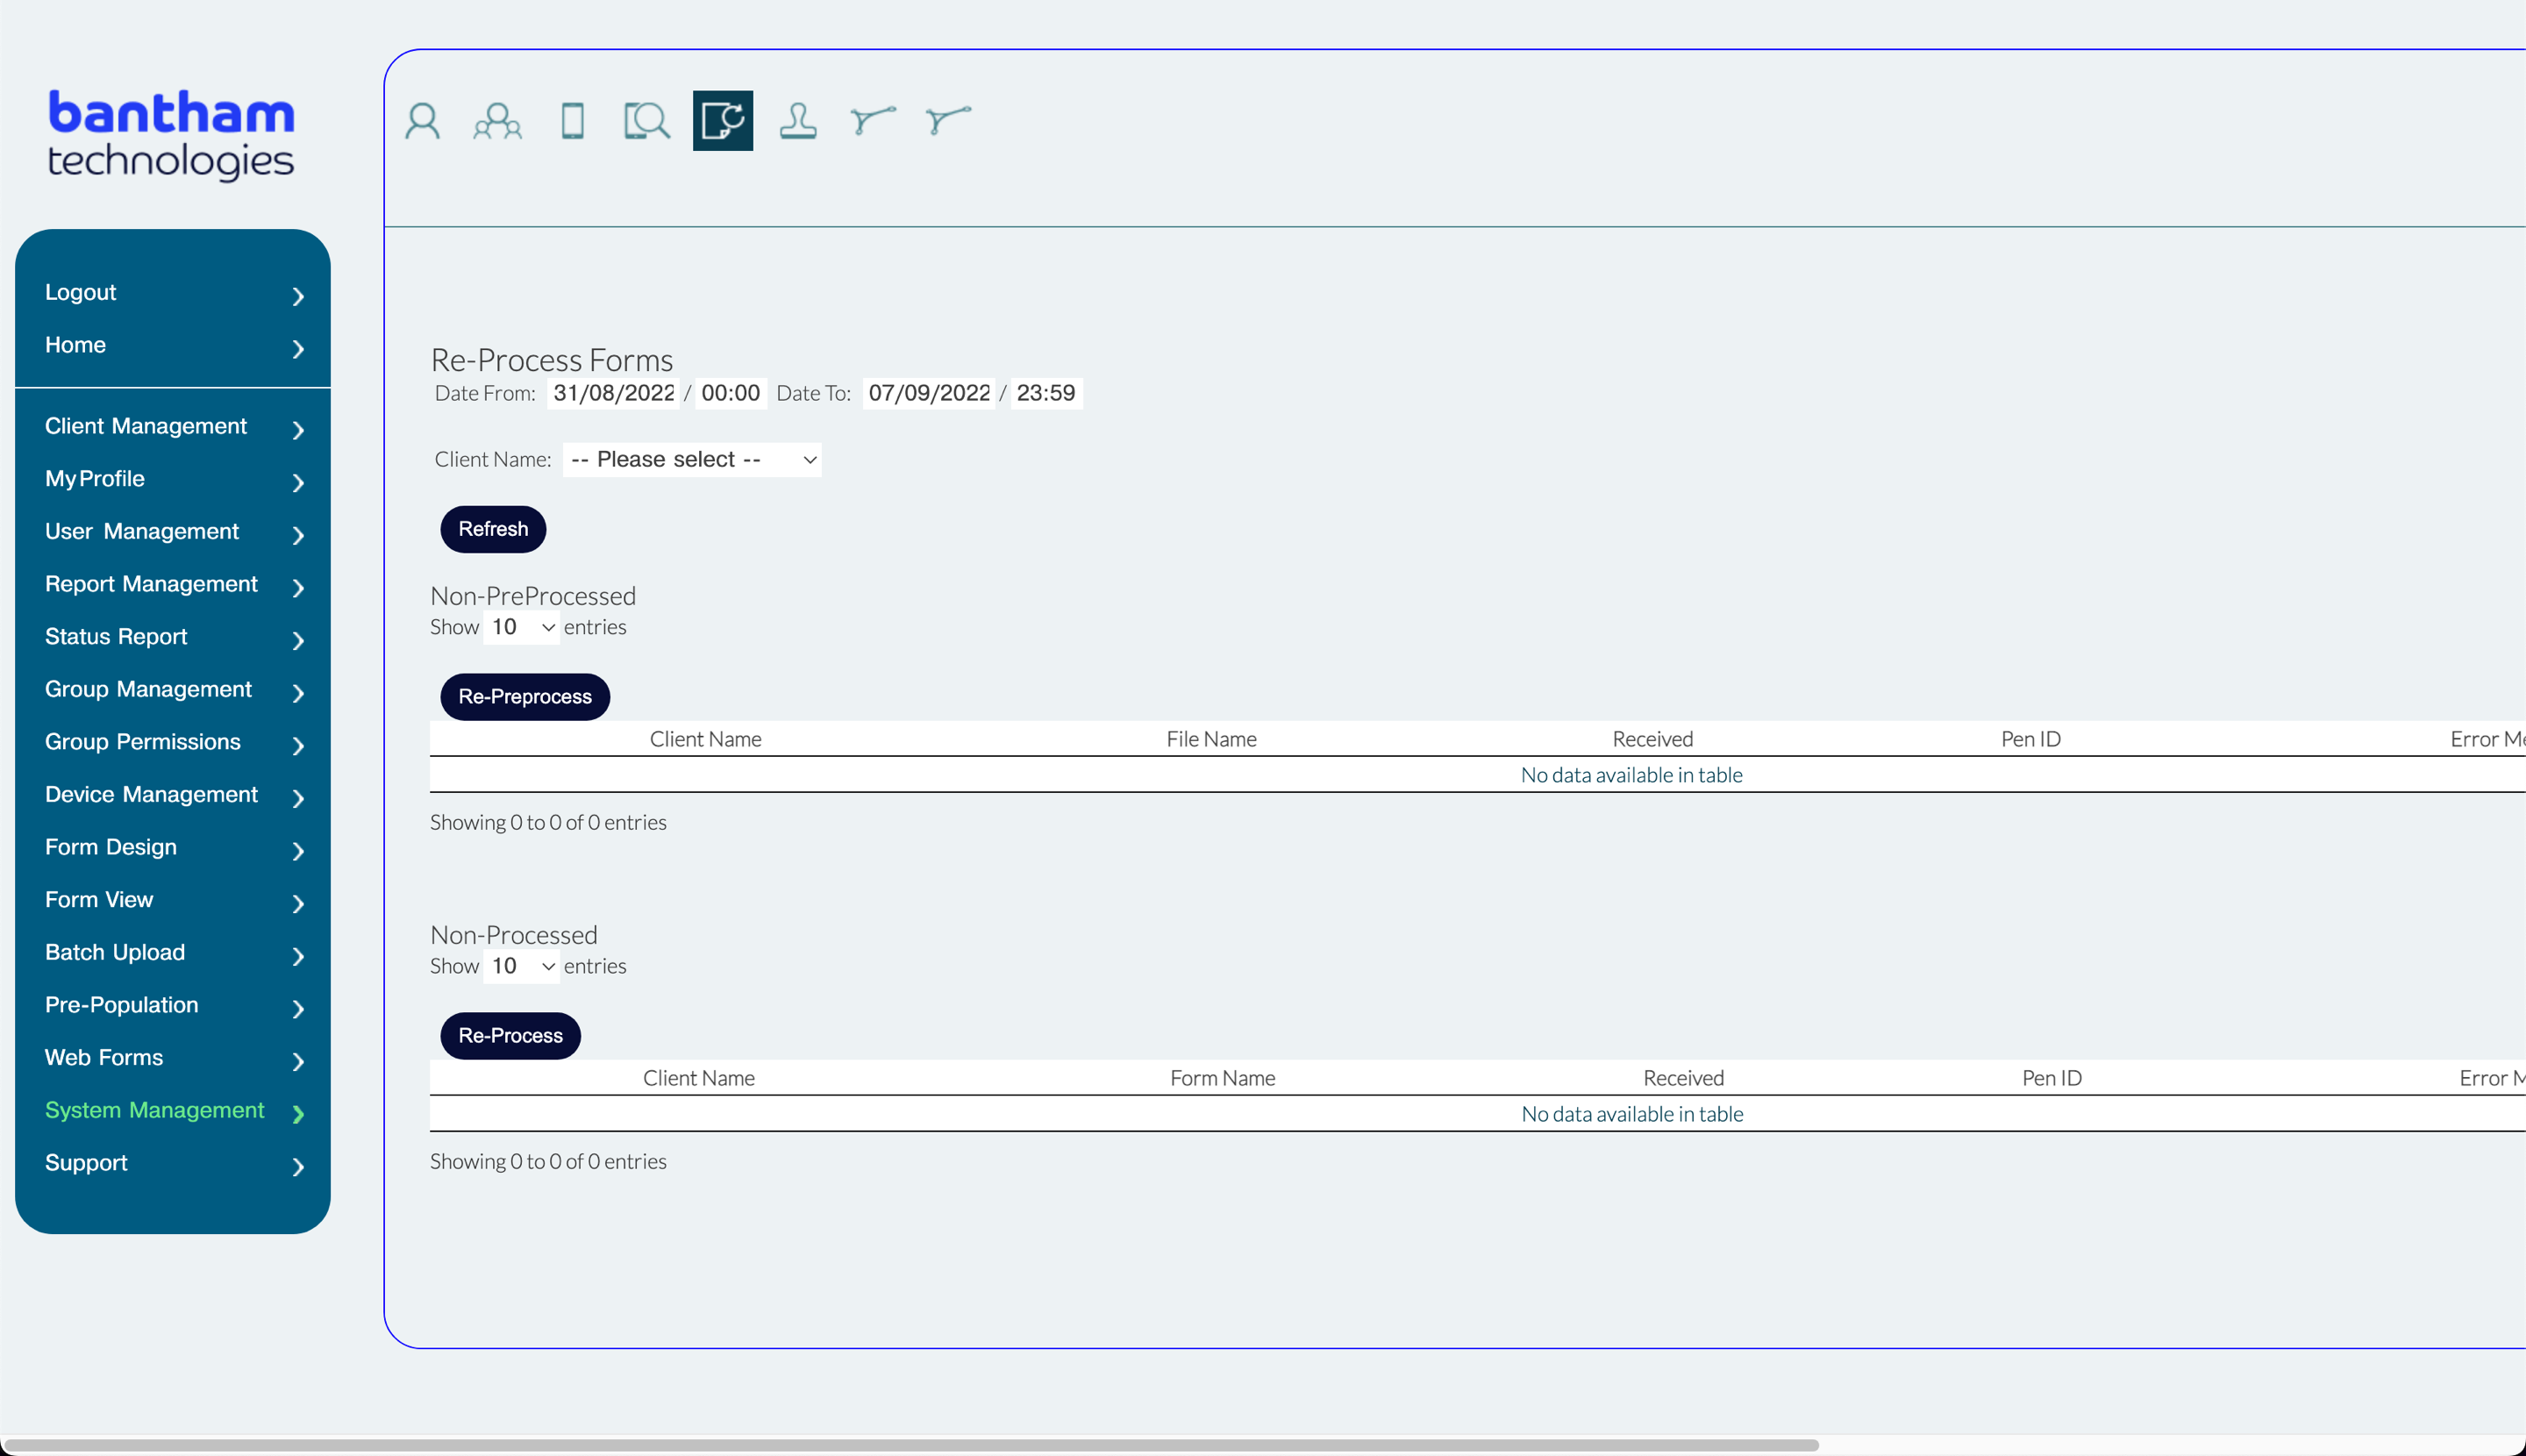 bantham
technologies
Logout
Home
Client Management
My Profile
User Management
Report Management
Status Report
Group Management
Group Permissions
Device Management
Form Design
Form View
Batch Upload
Pre-Population
Web Forms
System Management
Support
Re-Process Forms
Date From: 31/08/2022 / 00:00 Date To: 07/09/2022 / 23:59
Client Name: -- Please select --
Refresh
Non-PreProcessed
Show 10 entries
Re-Preprocess
Client Name File Name Received Pen ID Error
No data available in table
Showing 0 to 0 of 0 entries
Non-Processed
Show 10 entries
Re-Process
Client Name Form Name Received Pen ID Error
No data available in table
Showing 0 to 0 of 0 entries